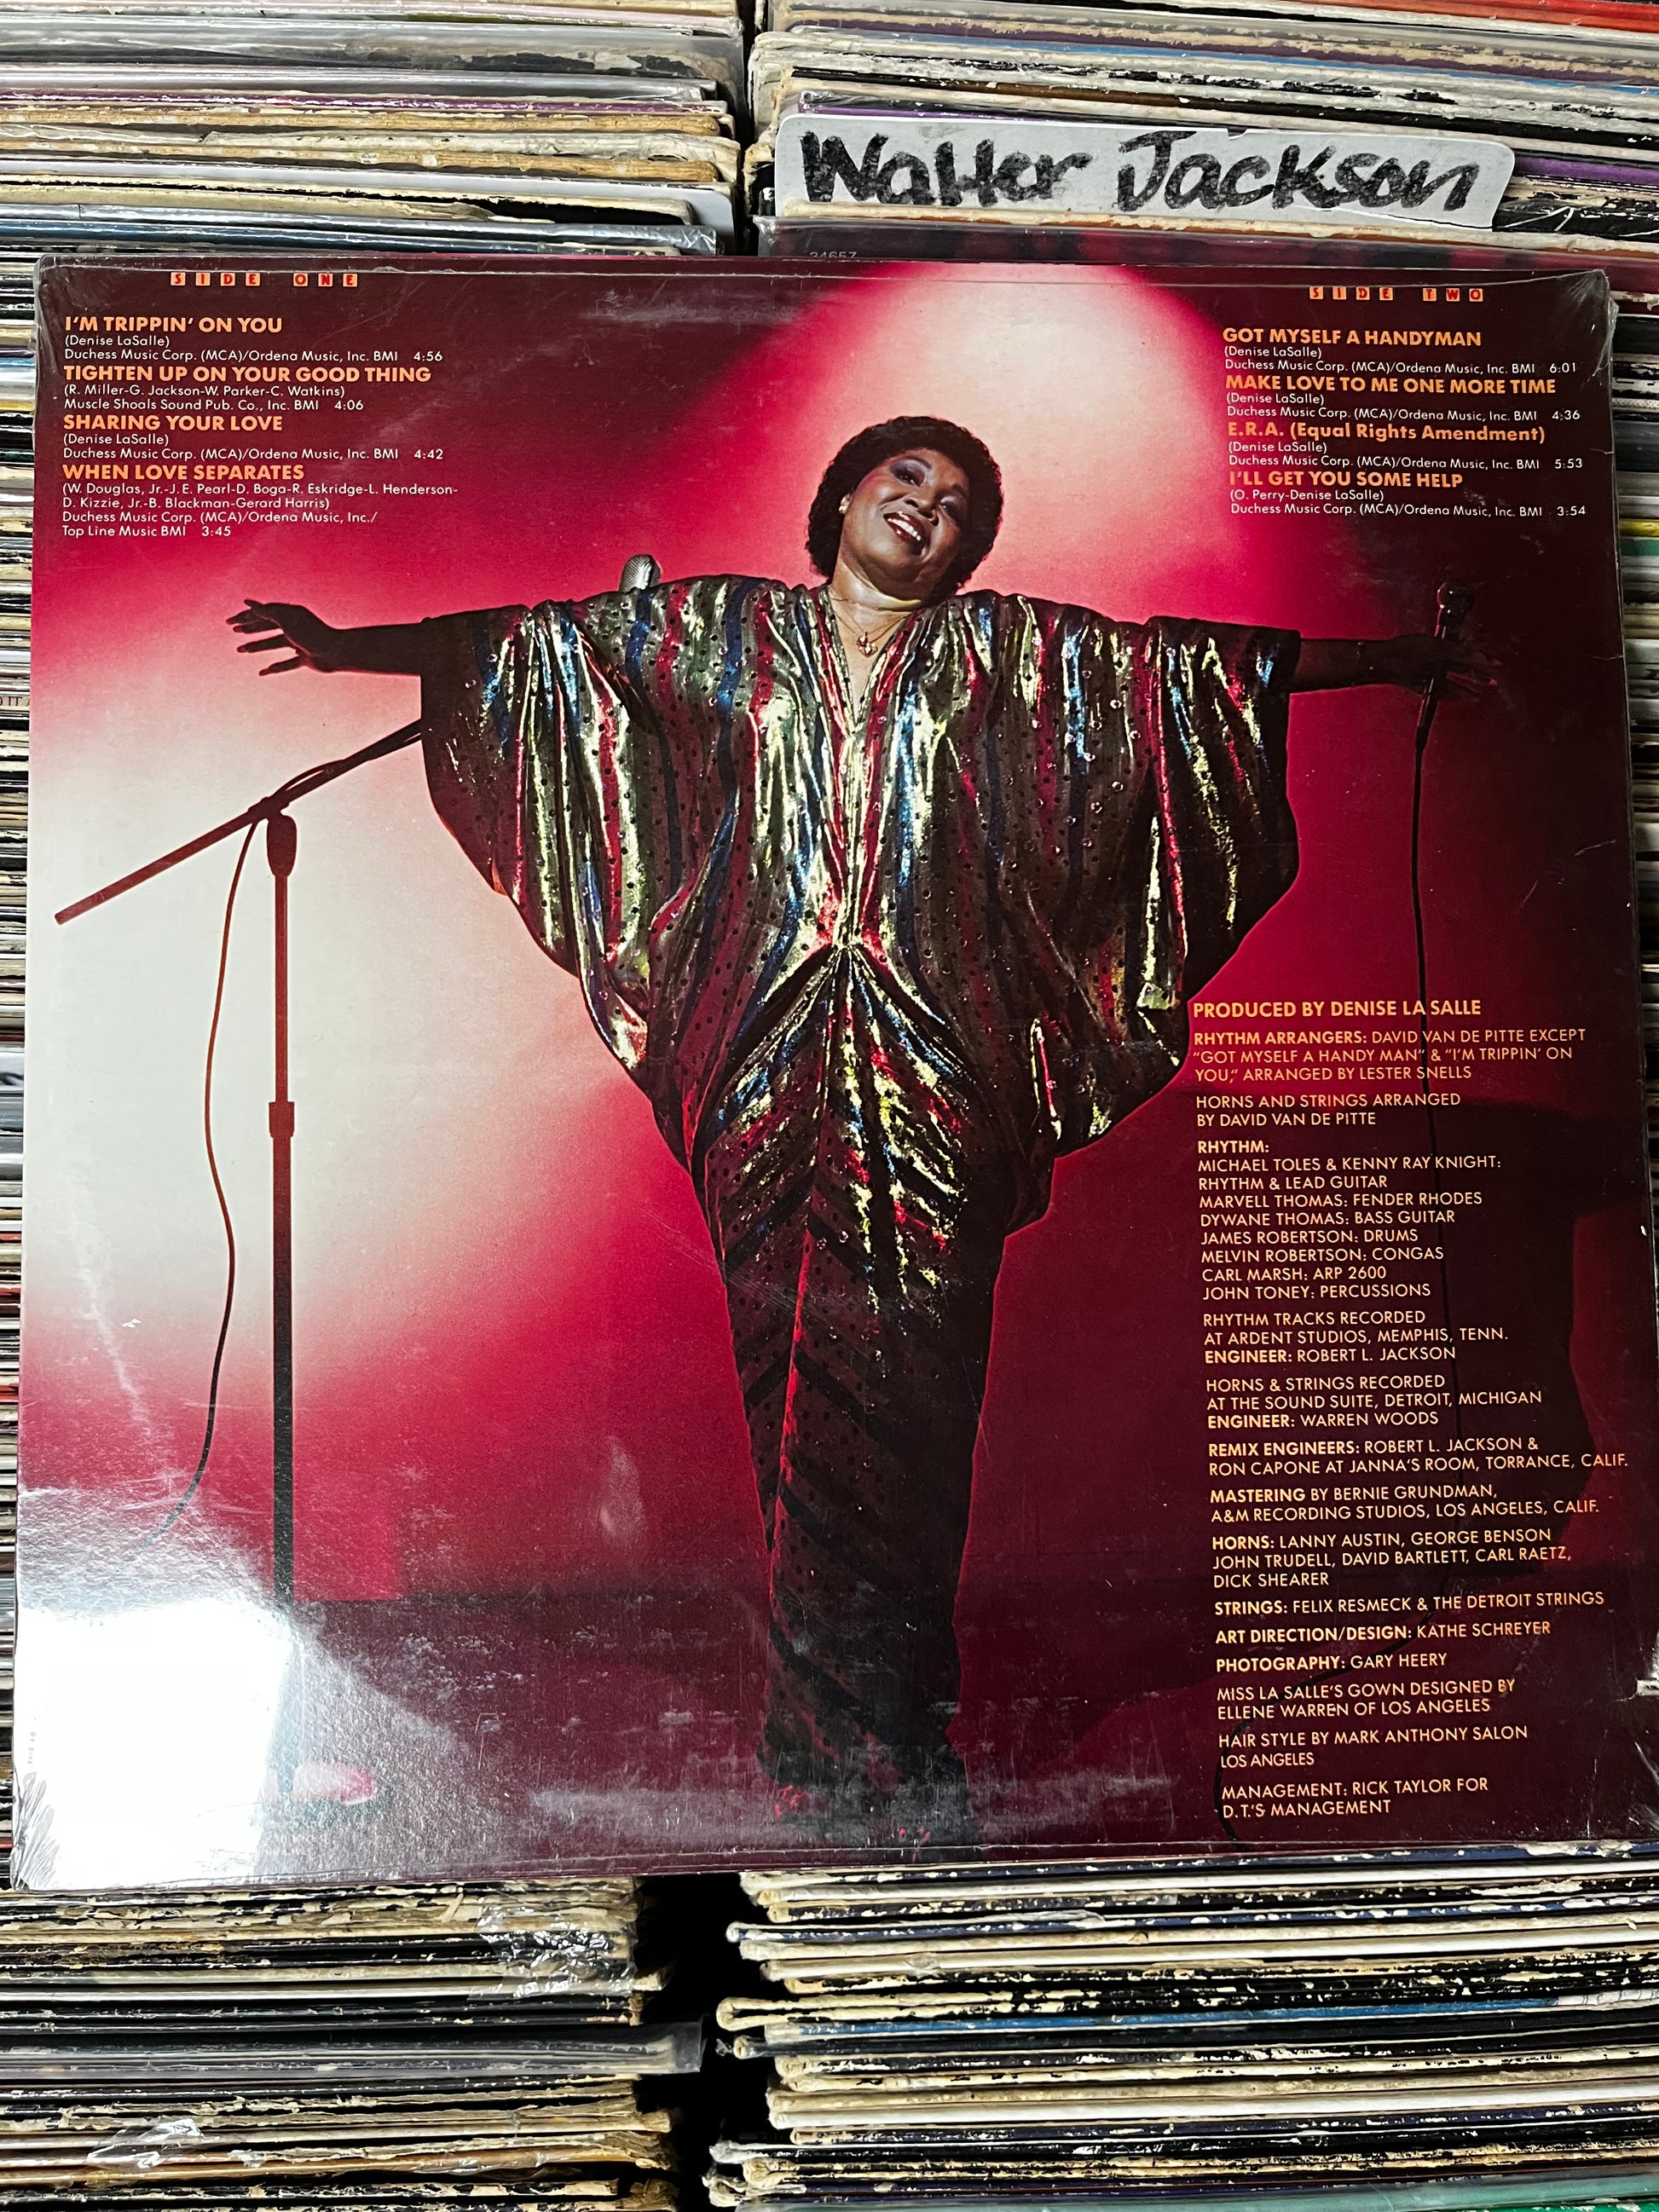 Walter Jackson
34657
SIDE ONE
I'M TRIPPIN' ON YOU
(Denise LaSalle)
Duchess Music Corp. (MCA)/Ordena Music, Inc. BMI 4:56
TIGHTEN UP ON YOUR GOOD THING
(R. Miller-G. Jackson-W. Parker-C. Watkins)
Muscle Shoals Sound Pub. Co., Inc. BMI 4:06
SHARING YOUR LOVE
(Denise LaSalle)
Duchess Music Corp. (MCA)/Ordena Music, Inc. BMI 4:42
WHEN LOVE SEPARATES
(W. Douglas, Jr.-J.E. Pearl-D. Boga-R. Eskridge-L. Henderson-
D. Kizzie, Jr.-B. Blackman-Gerard Harris)
Duchess Music Corp. (MCA)/Ordena Music, Inc./
Top Line Music BMI 3:45
SIDE TWO
GOT MYSELF A HANDYMAN
(Denise LaSalle)
Duchess Music Corp. (MCA)/Ordena Music, Inc. BMI 6:01
MAKE LOVE TO ME ONE MORE TIME
(Denise LaSalle)
Duchess Music Corp. (MCA)/Ordena Music, Inc. BMI 4:36
E.R.A. (Equal Rights Amendment)
(Denise LaSalle)
Duchess Music Corp. (MCA)/Ordena Music, Inc. BMI 5:53
I'LL GET YOU SOME HELP
(O. Perry-Denise LaSalle)
Duchess Music Corp. (MCA)/Ordena Music, Inc. BMI 3:54
PRODUCED BY DENISE LA SALLE
RHYTHM ARRANGERS: DAVID VAN DE PITTE EXCEPT
"GOT MYSELF A HANDY MAN" & "I'M TRIPPIN' ON
YOU," ARRANGED BY LESTER SNELLS
HORNS AND STRINGS ARRANGED
BY DAVID VAN DE PITTE
RHYTHM:
MICHAEL TOLES & KENNY RAY KNIGHT:
RHYTHM & LEAD GUITAR
MARVELL THOMAS: FENDER RHODES
DYWANE THOMAS: BASS GUITAR
JAMES ROBERTSON: DRUMS
MELVIN ROBERTSON: CONGAS
CARL MARSH: ARP 2600
JOHN TONEY: PERCUSSIONS
RHYTHM TRACKS RECORDED
AT ARDENT STUDIOS, MEMPHIS, TENN.
ENGINEER: ROBERT L. JACKSON
HORNS & STRINGS RECORDED
AT THE SOUND SUITE, DETROIT, MICHIGAN
ENGINEER: WARREN WOODS
REMIX ENGINEERS: ROBERT L. JACKSON &
RON CAPONE AT JANNA'S ROOM, TORRANCE, CALIF.
MASTERING BY BERNIE GRUNDMAN,
A&M RECORDING STUDIOS, LOS ANGELES, CALIF.
HORNS: LANNY AUSTIN, GEORGE BENSON
JOHN TRUDELL, DAVID BARTLETT, CARL RAETZ,
DICK SHEARER
STRINGS: FELIX RESMECK & THE DETROIT STRINGS
ART DIRECTION/DESIGN: KATHE SCHREYER
PHOTOGRAPHY: GARY HEERY
MISS LA SALLE'S GOWN DESIGNED BY
ELLENE WARREN OF LOS ANGELES
HAIR STYLE BY MARK ANTHONY SALON
LOS ANGELES
MANAGEMENT: RICK TAYLOR FOR
D.T.'S MANAGEMENT